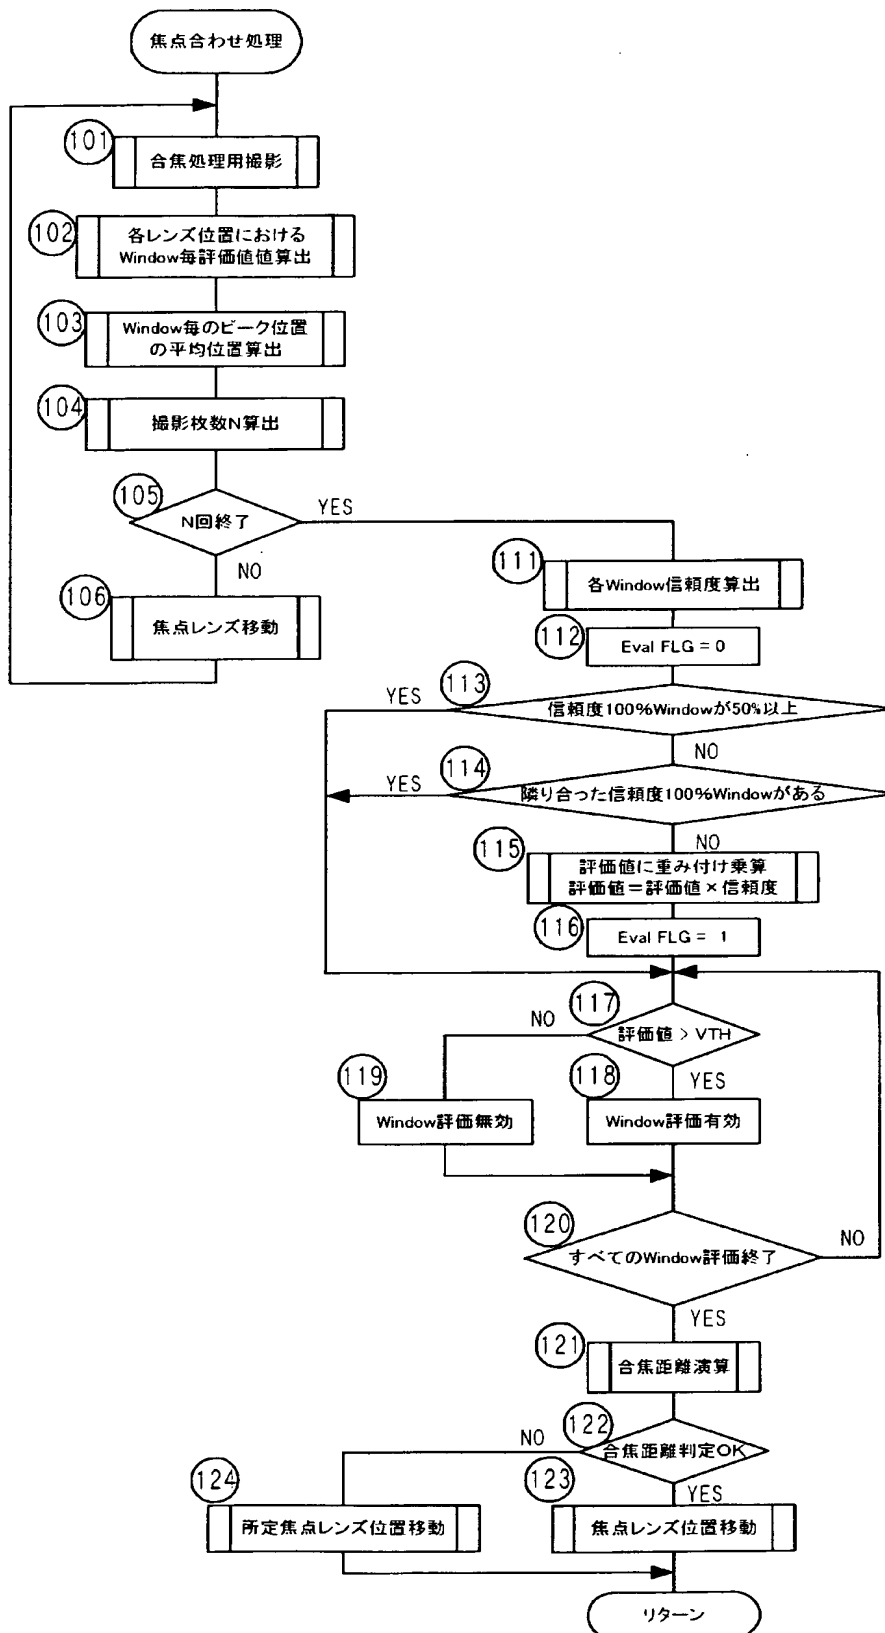 焦点合わせ処理
101
合焦処理用撮影
102
各レンズ位置における
Window毎評価値値算出
103
Window毎のピーク位置
の平均位置算出
104
撮影枚数N算出
105
N回終了
YES
NO
106
焦点レンズ移動
111
各Window信頼度算出
112
Eval FLG = 0
113
YES
信頼度100%Windowが50%以上
NO
114
YES
隣り合った信頼度100%Windowがある
NO
115
評価値に重み付け乗算
評価値=評価値×信頼度
116
Eval FLG = 1
117
NO
評価値 > VTH
YES
119
118
Window評価無効
Window評価有効
120
すべてのWindow評価終了
NO
YES
121
合焦距離演算
122
NO
合焦距離判定OK
YES
124
123
所定焦点レンズ位置移動
焦点レンズ位置移動
リターン